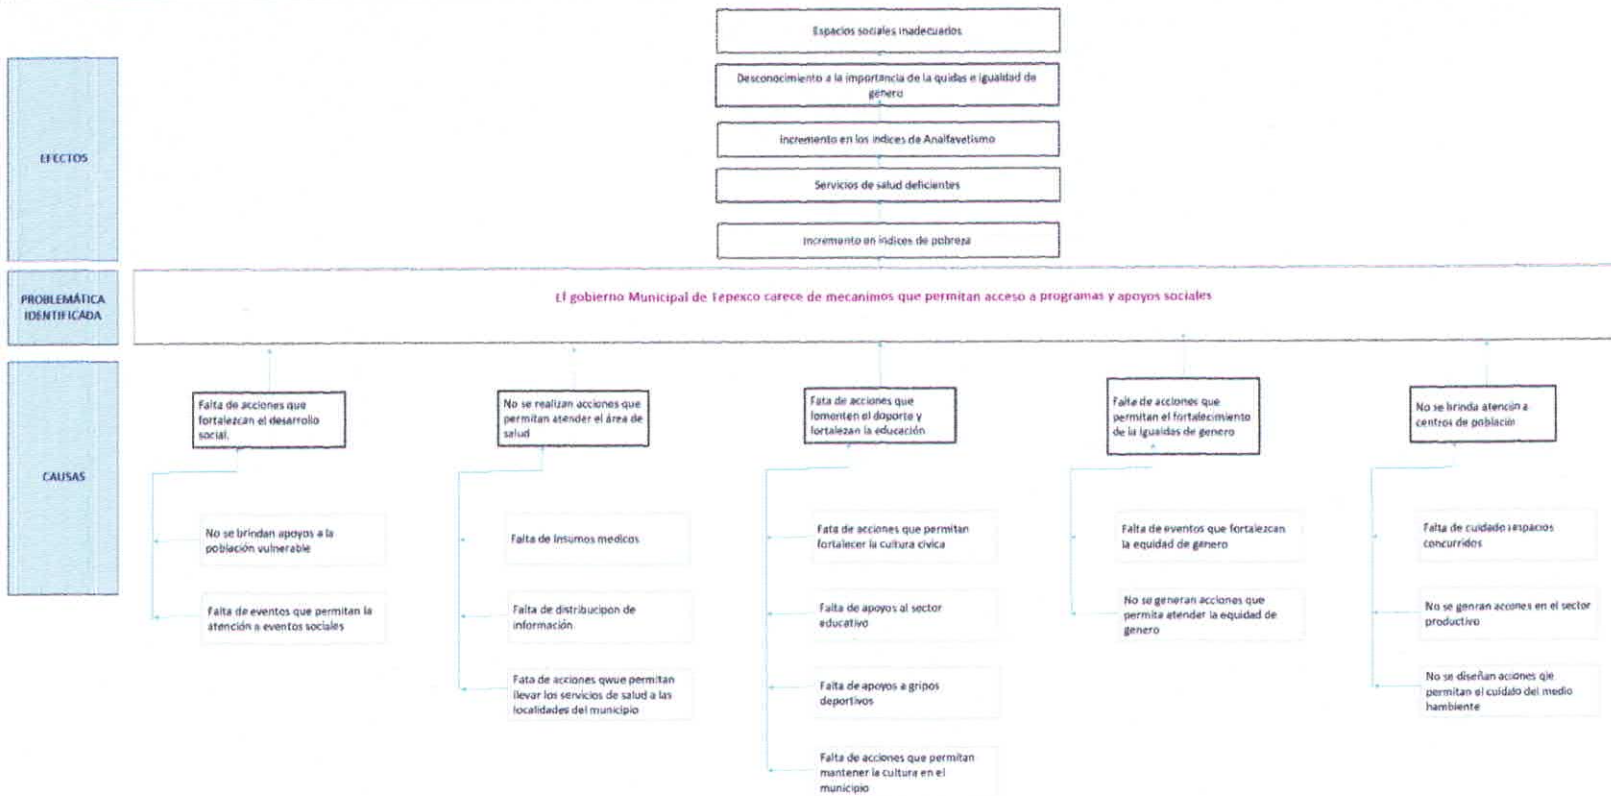 Espacios sociales inadecuados
Desconocimiento a la importancia de la quidas e igualdad de
genero
EFECTOS
Incremento en los indices de Analfavetismo
Servicios de salud deficientes
Incremento en indices de pobreza
PROBLEMÁTICA
IDENTIFICADA
El gobierno Municipal de Tepexco carece de mecanimos que permitan acceso a programas y apoyos sociales
CAUSAS
Falta de acciones que
fortalezcan el desarrollo
social.
No se brindan apoyos a la
población vulnerable
Falta de eventos que permitan la
atención a eventos sociales
No se realizan acciones que
permitan atender el área de
salud
Falta de Insumos medicos
Falta de distribucipon de
información
Fata de acciones qwue permitan
llevar los servicios de salud a las
localidades del municipio
Fata de acciones que
fomenten el doporte y
fortalezan la educación
Fata de acciones que permitan
fortalecer la cultura civica
Falta de apoyos al sector
educativo
Falta de apoyos a gripos
deportivos
Falta de acciones que permitan
mantener la cultura en el
municipio
Falta de acciones que
permitan el fortalecimiento
de la igualdas de genero
Falta de eventos que fortalezcan
la equidad de genero
No se generan acciones que
permita atender la equidad de
genero
No se brinda atención a
centros de población
Falta de cuidado espacios
concurridos
No se genran acciones en el sector
productivo
No se diseñan acciones qie
permitan el cuidado del medio
hambiente